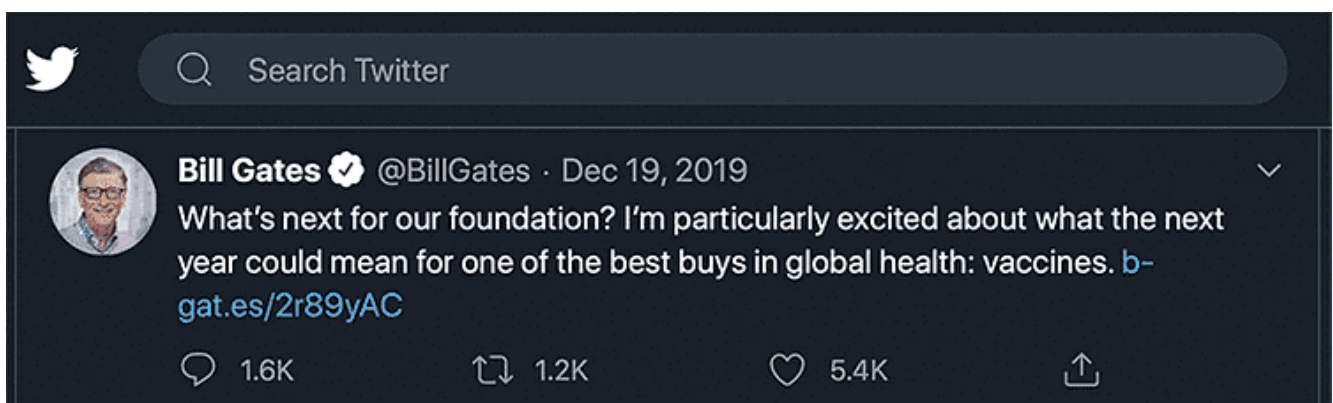 Search Twitter
Bill Gates @BillGates · Dec 19, 2019
What's next for our foundation? I'm particularly excited about what the next
year could mean for one of the best buys in global health: vaccines. b-
gat.es/2r89yAC
1.6K 1.2K 5.4K